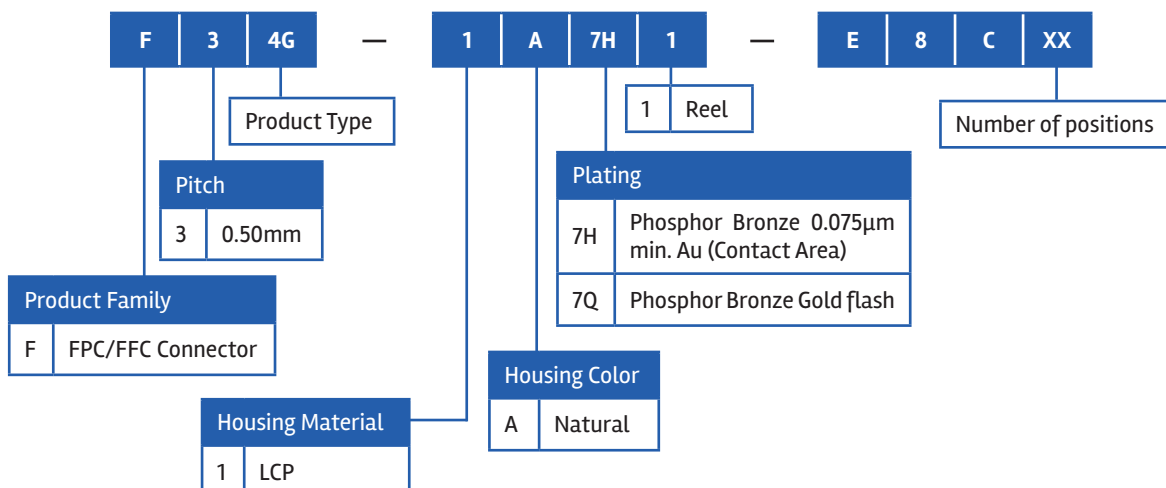 F 3 4G — 1 A 7H 1 — E 8 C XX
Product Type
1 Reel
Number of positions
Pitch
3 0.50mm
Plating
7H Phosphor Bronze 0.075µm
min. Au (Contact Area)
7Q Phosphor Bronze Gold flash
Product Family
F FPC/FFC Connector
Housing Color
A Natural
Housing Material
1 LCP